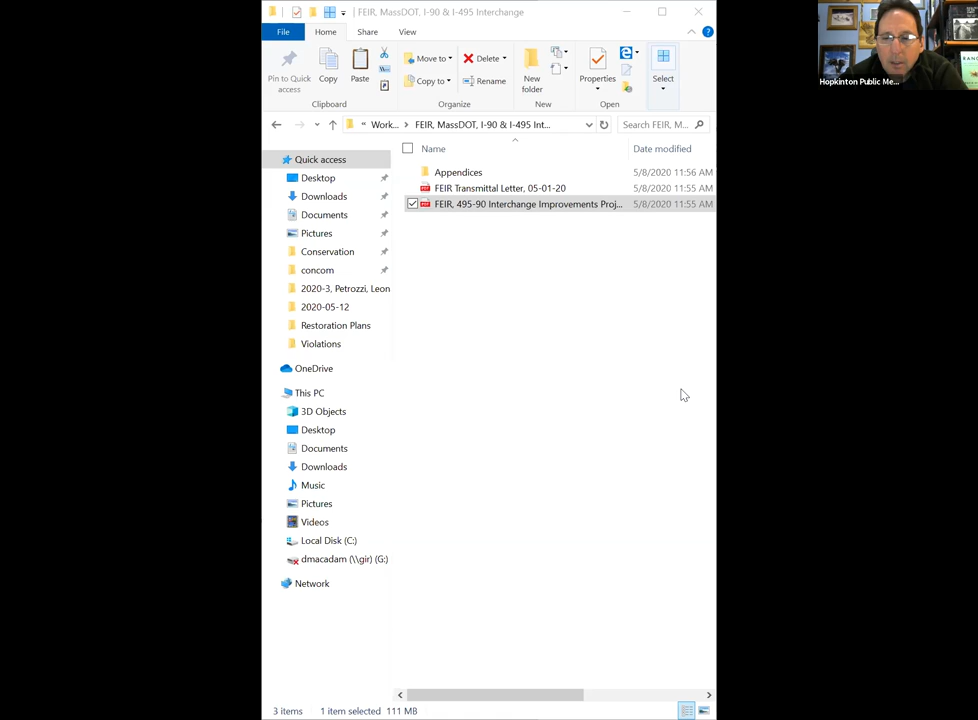 FEIR, MassDOT, I-90 & I-495 Interchange
File Home Share View
Pin to Quick access
Copy
Paste
Clipboard
Move to
Copy to
Delete
Rename
Organize
New folder
New
Properties
Open
Select
« Work... > FEIR, MassDOT, I-90 & I-495 Int...
Search FEIR, M...
Name Date modified
Appendices 5/8/2020 11:56 AM
FEIR Transmittal Letter, 05-01-20 5/8/2020 11:55 AM
FEIR, 495-90 Interchange Improvements Proj... 5/8/2020 11:55 AM
Quick access
Desktop
Downloads
Documents
Pictures
Conservation
concom
2020-3, Petrozzi, Leon
2020-05-12
Restoration Plans
Violations
OneDrive
This PC
3D Objects
Desktop
Documents
Downloads
Music
Pictures
Videos
Local Disk (C:)
dmacadam (\\gir) (G:)
Network
3 items 1 item selected 111 MB
Hopkinton Public Me...